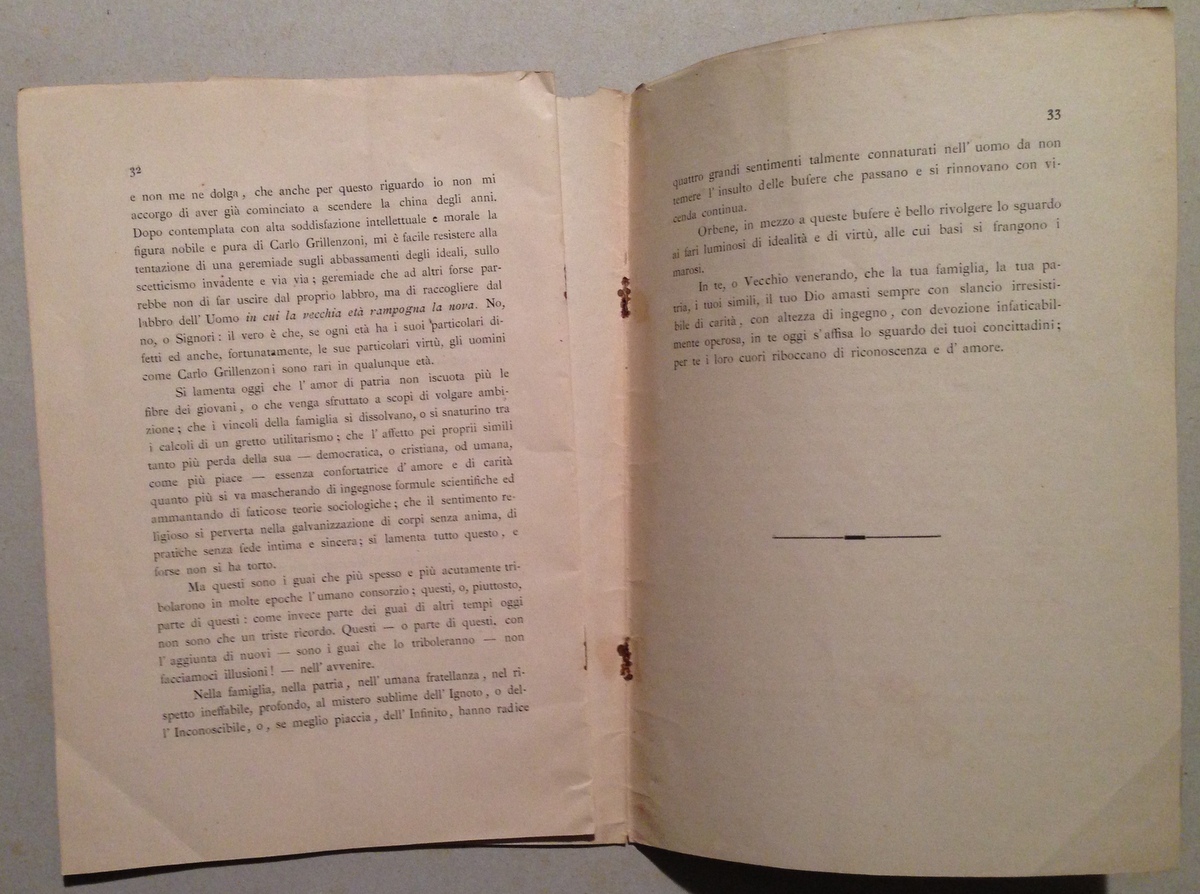 32
e non me ne dolga, che anche per questo riguardo io non mi
accorgo di aver già cominciato a scendere la china degli anni.
Dopo contemplata con alta soddisfazione intellettuale e morale la
figura nobile e pura di Carlo Grillenzoni, mi è facile resistere alla
tentazione di una geremiade sugli abbassamenti degli ideali, sullo
scetticismo invadente e via via; geremiade che ad altri forse par-
rebbe non di far uscire dal proprio labbro, ma di raccogliere dal
labbro dell' Uomo in cui la vecchia età rampogna la nova. No,
no, o Signori: il vero è che, se ogni età ha i suoi particolari di-
fetti ed anche, fortunatamente, le sue particolari virtù, gli uomini
come Carlo Grillenzoni sono rari in qualunque età.
Si lamenta oggi che l' amor di patria non iscuota più le
fibre dei giovani, o che venga sfruttato a scopi di volgare ambi-
zione; che i vincoli della famiglia si dissolvano, o si snaturino tra
i calcoli di un gretto utilitarismo; che l' affetto pei proprii simili
tanto più perda della sua — democratica, o cristiana, od umana,
come più piace — essenza confortatrice d' amore e di carità
quanto più si va mascherando di ingegnose formule scientifiche ed
ammantando di faticose teorie sociologiche; che il sentimento re-
ligioso si perverta nella galvanizzazione di corpi senza anima, di
pratiche senza fede intima e sincera; si lamenta tutto questo, e
forse non si ha torto.
Ma questi sono i guai che più spesso e più acutamente tri-
bolarono in molte epoche l' umano consorzio; questi, o, piuttosto,
parte di questi: come invece parte dei guai di altri tempi oggi
non sono che un triste ricordo. Questi — o parte di questi, con
l' aggiunta di nuovi — sono i guai che lo triboleranno — non
facciamoci illusioni! — nell' avvenire.
Nella famiglia, nella patria, nell' umana fratellanza, nel ri-
spetto ineffabile, profondo, al mistero sublime dell' Ignoto, o del-
l' Inconoscibile, o, se meglio piaccia, dell' Infinito, hanno radice
33
quattro grandi sentimenti talmente connaturati nell' uomo da non
temere l' insulto delle bufere che passano e si rinnovano con vi-
cenda continua.
Orbene, in mezzo a queste bufere è bello rivolgere lo sguardo
ai fari luminosi di idealità e di virtù, alle cui basi si frangono i
marosi.
In te, o Vecchio venerando, che la tua famiglia, la tua pa-
tria, i tuoi simili, il tuo Dio amasti sempre con slancio irresisti-
bile di carità, con altezza di ingegno, con devozione infaticabil-
mente operosa, in te oggi s' affisa lo sguardo dei tuoi concittadini;
per te i loro cuori riboccano di riconoscenza e d' amore.